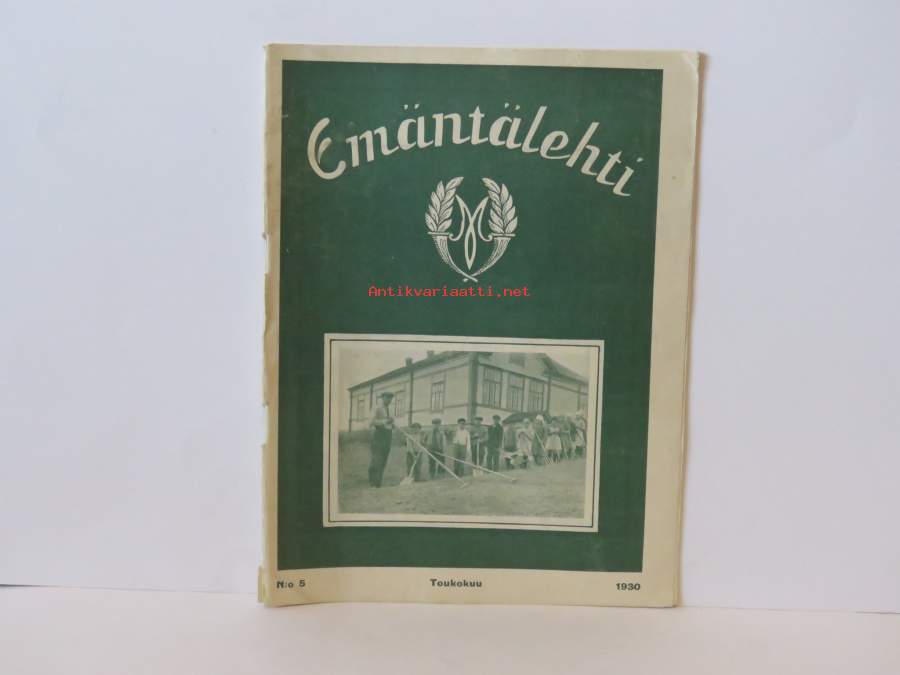 Emäntälehti
M
Antikvariaatti.net
N:o 5 Toukokuu 1930